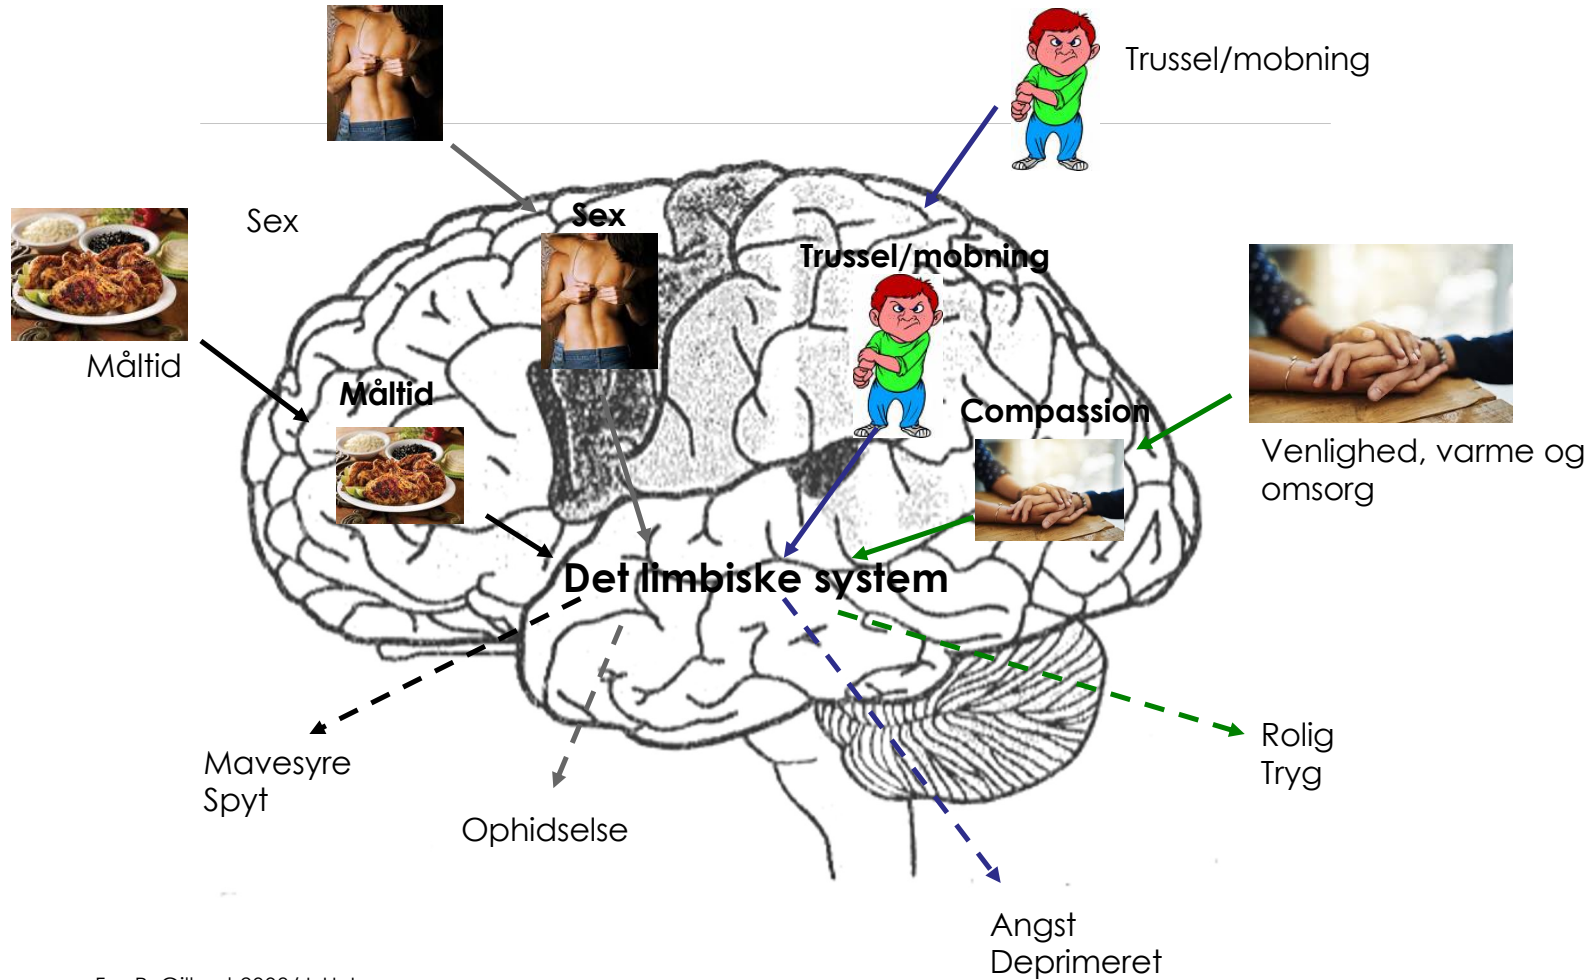 Trussel/mobning
Sex
Sex
Trussel/mobning
Måltid
Måltid
Compassion
Venlighed, varme og
omsorg
Det limbiske system
Rolig
Tryg
Mavesyre
Spyt
Ophidselse
Angst
Deprimeret